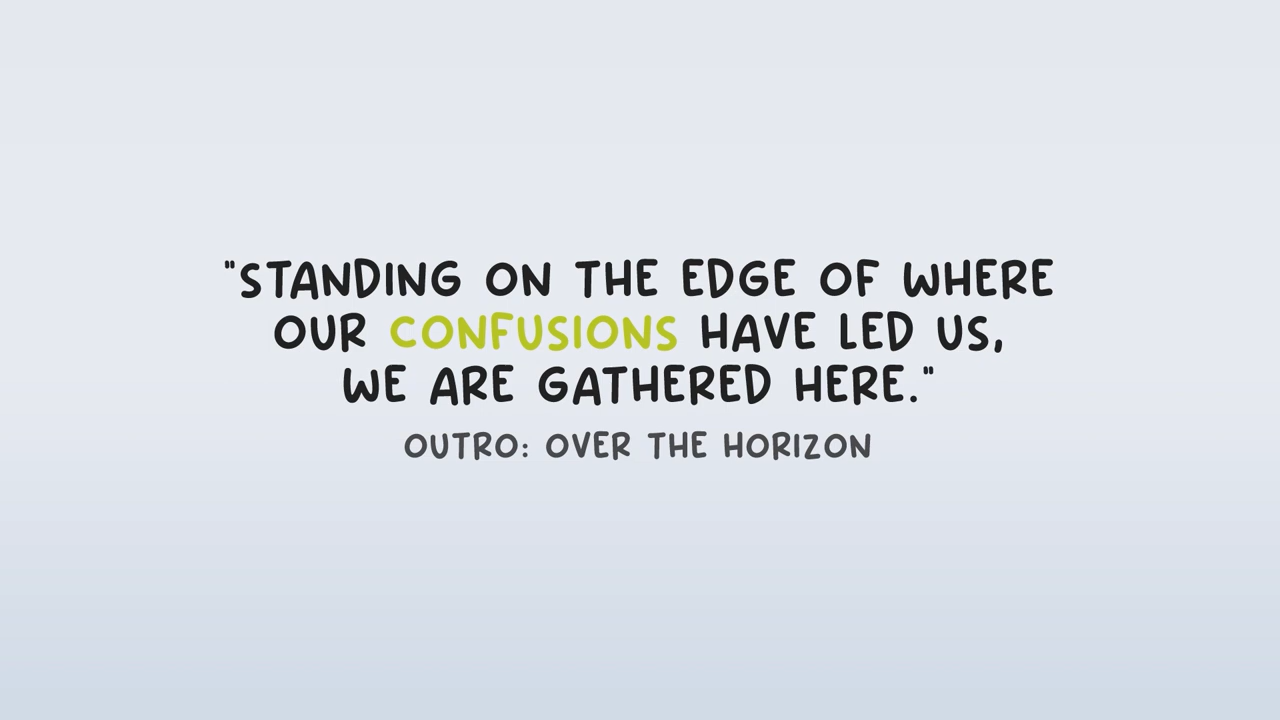 "STANDING ON THE EDGE OF WHERE
OUR CONFUSIONS HAVE LED US,
WE ARE GATHERED HERE."
OUTRO: OVER THE HORIZON